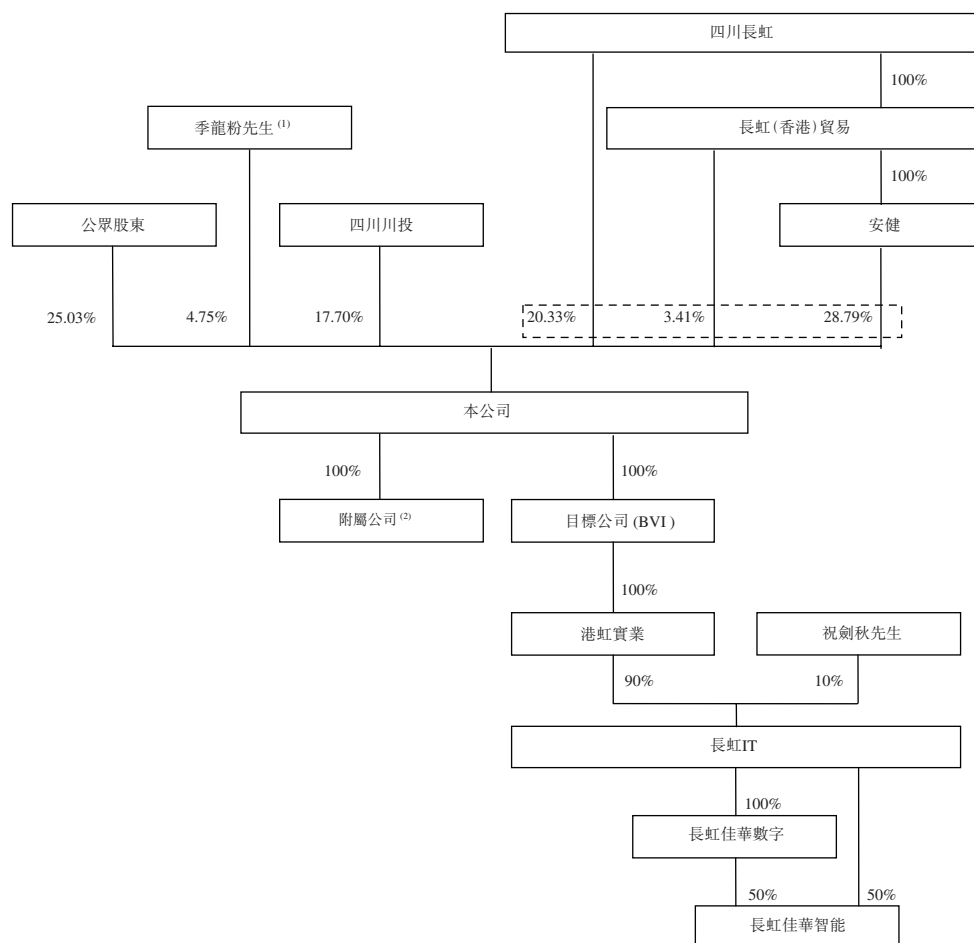 四川長虹
100%
季龍粉先生 (1)
長虹(香港)貿易
100%
公眾股東
四川川投
安健
25.03%
4.75%
17.70%
20.33%
3.41%
28.79%
本公司
100%
100%
附屬公司 (2)
目標公司 (BVI )
100%
港虹實業
祝劍秋先生
90%
10%
長虹IT
100%
長虹佳華數字
50%
50%
長虹佳華智能